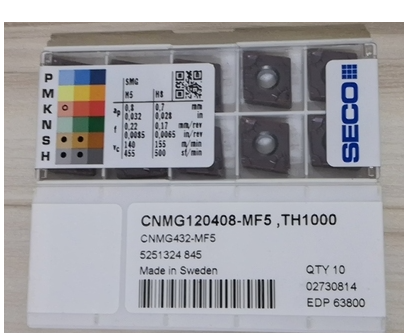 P
M
K
N
S
H
SMG
M5 H8
ap 0,8 0,7 mm
0,032 0,028 in
f 0,22 0,17 mm/rev
0,0085 0,0065 in/rev
vc 140 155 m/min
455 500 sf/min
SECO
CNMG120408-MF5 ,TH1000
CNMG432-MF5
5251324 845
Made in Sweden
QTY 10
02730814
EDP 63800